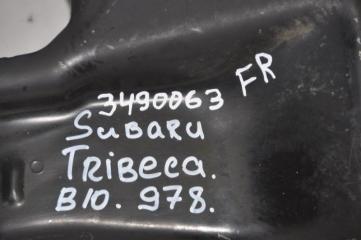 3490063 FR
SUBARU
TRIBECA.
B10. 978.